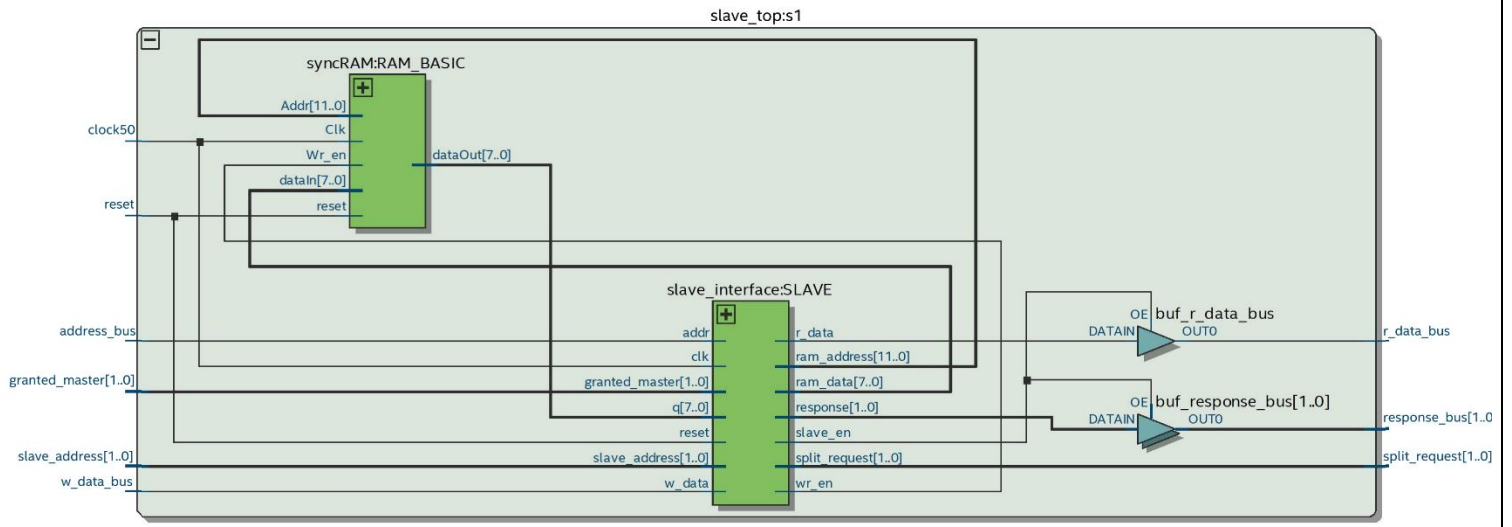 slave_top:s1
syncRAM:RAM_BASIC
Addr[11..0]
clock50
Clk
Wr_en
dataOut[7..0]
dataIn[7..0]
reset
reset
slave_interface:SLAVE
OE
buf_r_data_bus
address_bus
addr
r_data
DATAIN
OUT0
r_data_bus
clk
ram_address[11..0]
granted_master[1..0]
granted_master[1..0]
ram_data[7..0]
OE
buf_response_bus[1..0]
q[7..0]
response[1..0]
DATAIN
OUT0
response_bus[1..0
reset
slave_en
slave_address[1..0]
slave_address[1..0]
split_request[1..0]
split_request[1..0]
w_data_bus
w_data
wr_en